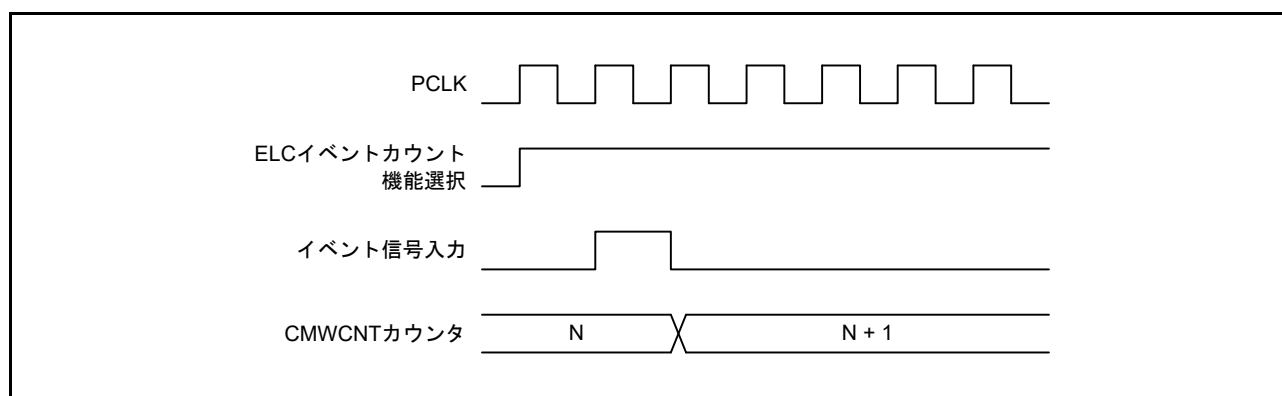 PCLK
ELCイベントカウント
機能選択
イベント信号入力
CMWCNTカウンタ
N
N + 1